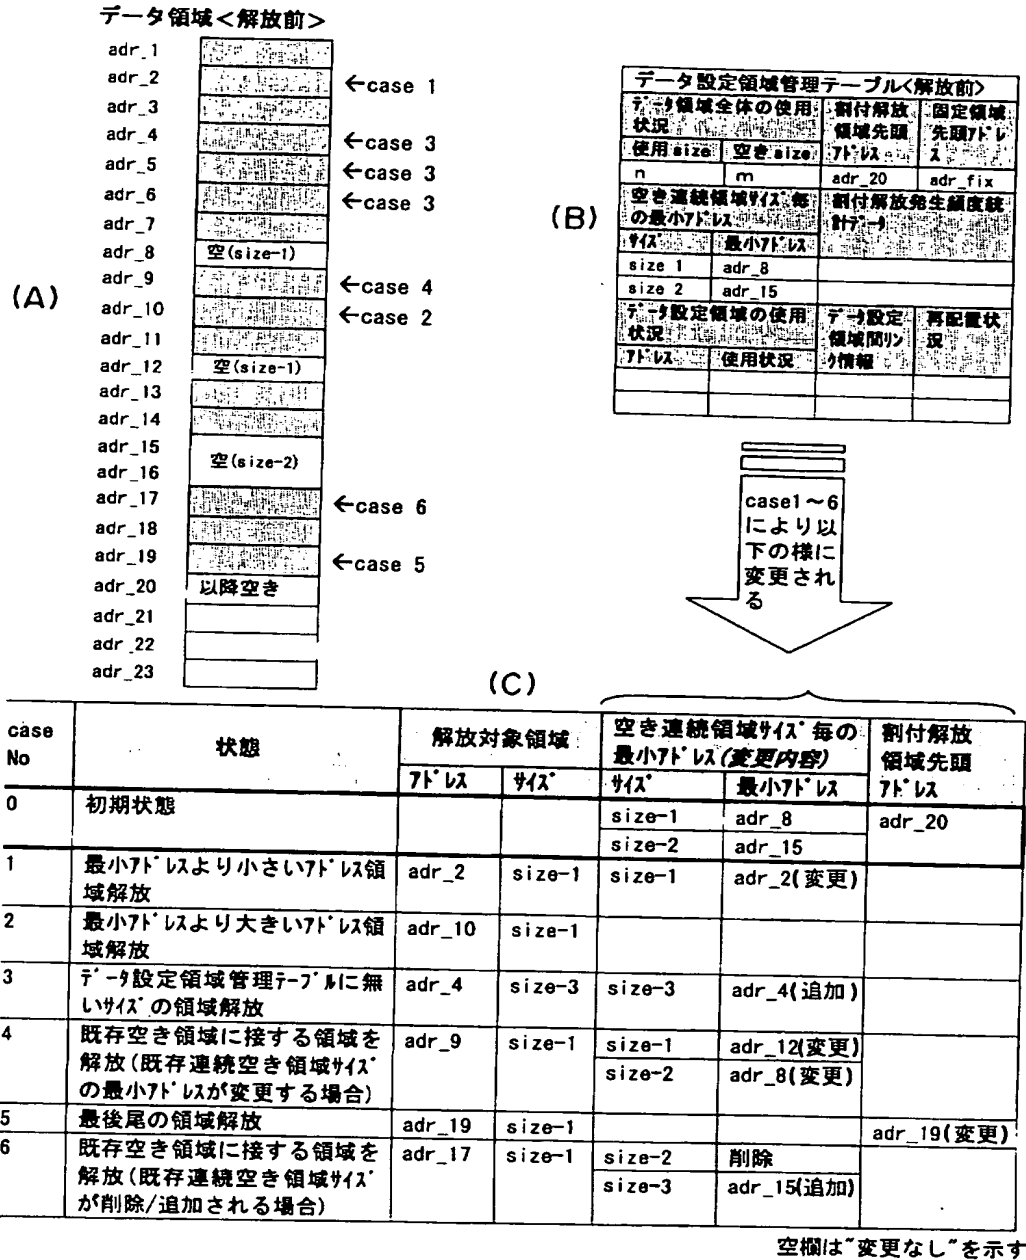 データ領域<解放前>
adr_1
adr_2 ←case 1
adr_3
adr_4 ←case 3
adr_5 ←case 3
adr_6 ←case 3
adr_7
adr_8 空(size-1)
adr_9 ←case 4
adr_10 ←case 2
adr_11
adr_12 空(size-1)
adr_13
adr_14
adr_15
空(size-2)
adr_16
adr_17 ←case 6
adr_18
adr_19 ←case 5
adr_20 以降空き
adr_21
adr_22
adr_23
(A)
(B)
データ設定領域管理テーブル<解放前>
データ領域全体の使用状況 割付解放領域先頭アドレス 固定領域先頭アドレス
使用size 空きsize
n m adr_20 adr_fix
空き連続領域サイズ毎の最小アドレス 割付解放発生頻度統計データ
サイズ 最小アドレス
size 1 adr_8
size 2 adr_15
データ設定領域の使用状況 データ設定領域間リンク情報 再配置状況
アドレス 使用状況
case1～6
により以
下の様に
変更され
る
(C)
case No 状態 解放対象領域 空き連続領域サイズ毎の最小アドレス(変更内容) 割付解放領域先頭アドレス
アドレス サイズ サイズ 最小アドレス
0 初期状態 size-1 adr_8 adr_20
size-2 adr_15
1 最小アドレスより小さいアドレス領域解放 adr_2 size-1 size-1 adr_2(変更)
2 最小アドレスより大きいアドレス領域解放 adr_10 size-1
3 データ設定領域管理テーブルに無いサイズの領域解放 adr_4 size-3 size-3 adr_4(追加)
4 既存空き領域に接する領域を解放(既存連続空き領域サイズの最小アドレスが変更する場合) adr_9 size-1 size-1 adr_12(変更)
size-2 adr_8(変更)
5 最後尾の領域解放 adr_19 size-1 adr_19(変更)
6 既存空き領域に接する領域を解放(既存連続空き領域サイズが削除/追加される場合) adr_17 size-1 size-2 削除
size-3 adr_15(追加)
空欄は"変更なし"を示す